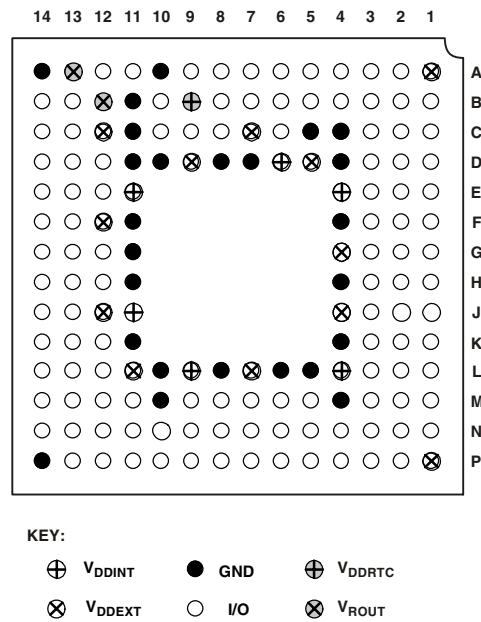 14 13 12 11 10 9 8 7 6 5 4 3 2 1
A
B
C
D
E
F
G
H
J
K
L
M
N
P
KEY:
VDDINT GND VDDRTC
VDDEXT I/O VROUT